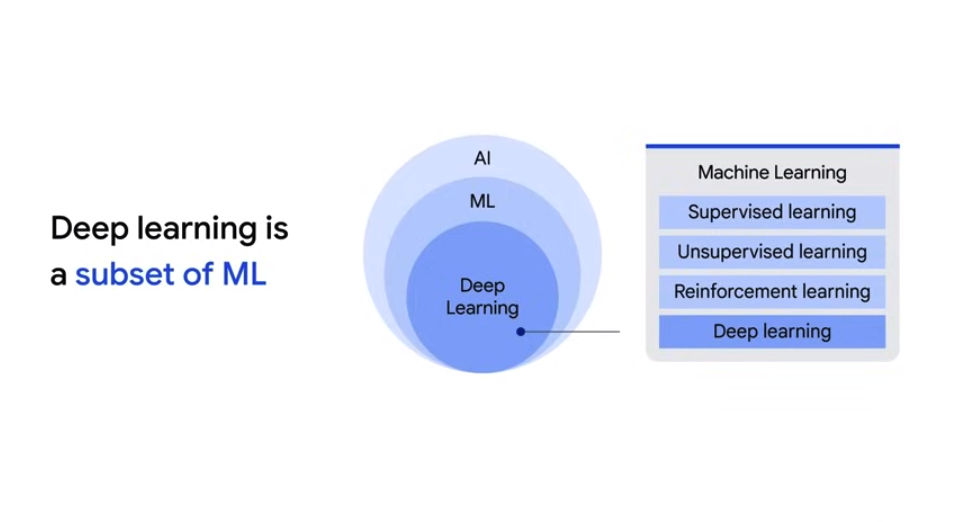 Deep learning is
a subset of ML
AI
ML
Deep
Learning
Machine Learning
Supervised learning
Unsupervised learning
Reinforcement learning
Deep learning